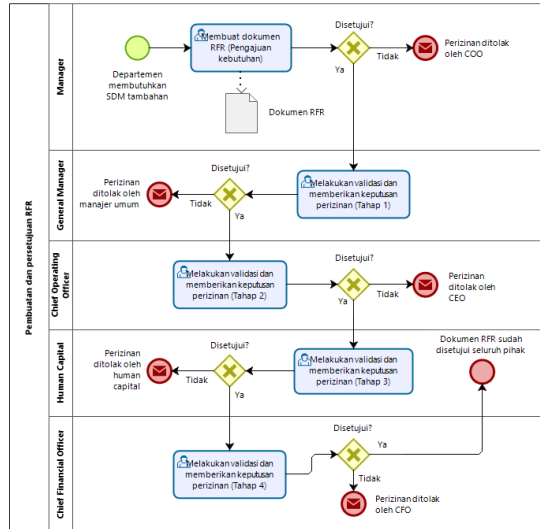 Pembuatan dan persetujuan RFR
Manager
Departemen
membutuhkan
SDM tambahan
Membuat dokumen
RFR (Pengajuan
kebutuhan)
Dokumen RFR
Disetujui?
Tidak
Ya
Perizinan ditolak
oleh COO
General Manager
Melakukan validasi dan
memberikan keputusan
perizinan (Tahap 1)
Disetujui?
Tidak
Ya
Perizinan
ditolak oleh
manajer umum
Chief Operating
Officer
Melakukan validasi dan
memberikan keputusan
perizinan (Tahap 2)
Disetujui?
Tidak
Ya
Perizinan
ditolak oleh
CEO
Human Capital
Melakukan validasi dan
memberikan keputusan
perizinan (Tahap 3)
Disetujui?
Tidak
Ya
Perizinan
ditolak oleh
human
capital
Dokumen RFR sudah
disetujui seluruh pihak
Chief Financial Officer
Melakukan validasi dan
memberikan keputusan
perizinan (Tahap 4)
Disetujui?
Ya
Tidak
Perizinan ditolak
oleh CFO